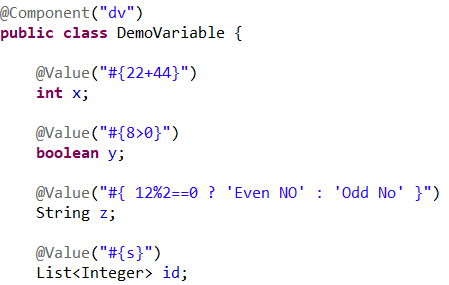 @Component("dv")
public class DemoVariable {
@Value("#{22+44}")
int x;
@Value("#{8>0}")
boolean y;
@Value("#{ 12%2==0 ? 'Even NO' : 'Odd No' }")
String z;
@Value("#{s}")
List<Integer> id;